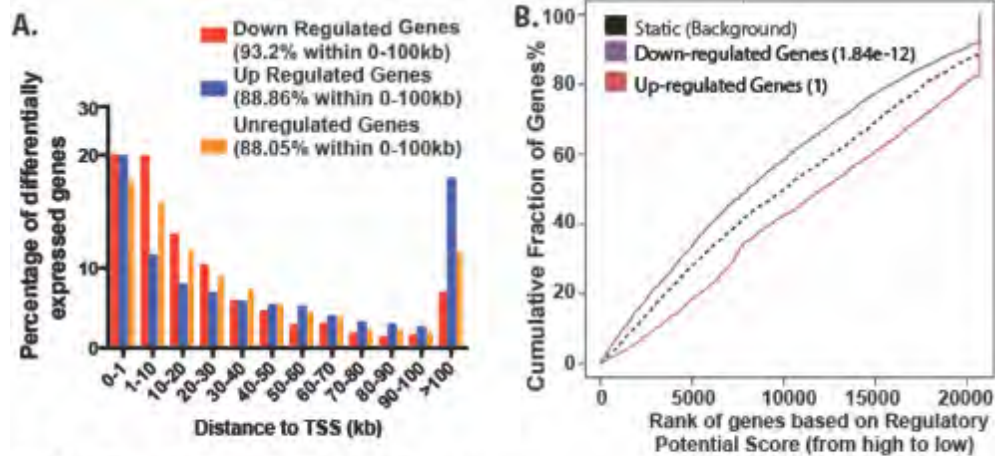 A.
Down Regulated Genes
(93.2% within 0-100kb)
Up Regulated Genes
(88.86% within 0-100kb)
Unregulated Genes
(88.05% within 0-100kb)
Percentage of differentially
expressed genes
30
20
10
0
0-1
1-10
10-20
20-30
30-40
40-50
50-60
60-70
70-80
80-90
90-100
>100
Distance to TSS (kb)
B.
Static (Background)
Down-regulated Genes (1.84e-12)
Up-regulated Genes (1)
Cumulative Fraction of Genes%
100
80
60
40
20
0
0
5000
10000
15000
20000
Rank of genes based on Regulatory
Potential Score (from high to low)